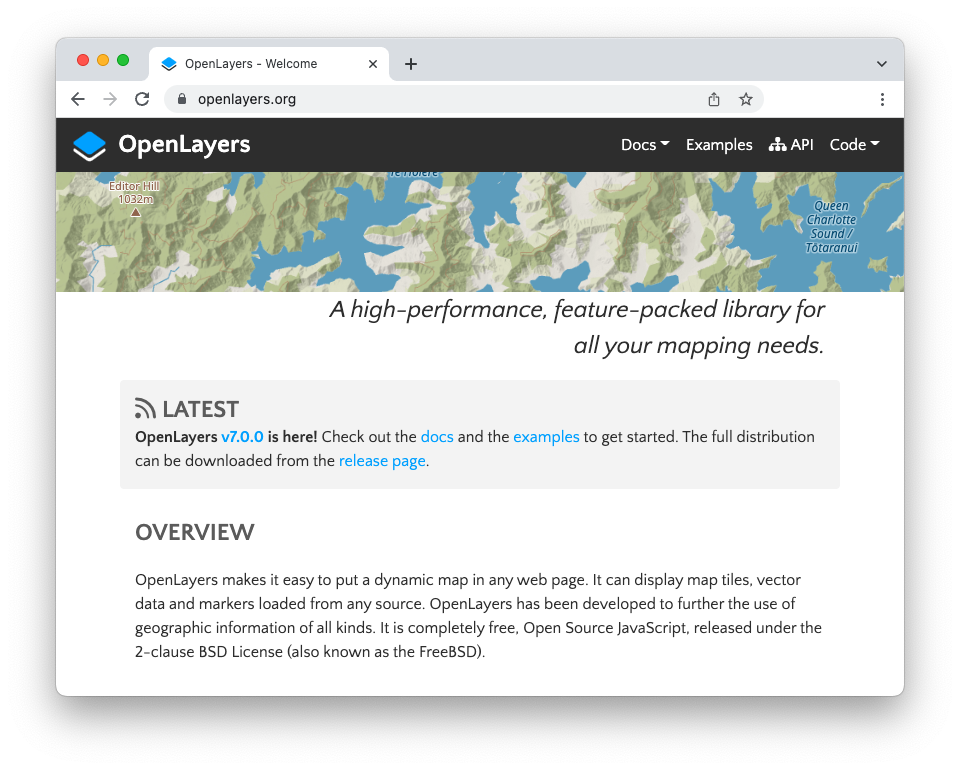 OpenLayers - Welcome
openlayers.org
OpenLayers
Docs Examples API Code
Te Hoiere
Editor Hill
1032m
Queen
Charlotte
Sound /
Tōtaranui
A high-performance, feature-packed library for
all your mapping needs.
LATEST
OpenLayers v7.0.0 is here! Check out the docs and the examples to get started. The full distribution
can be downloaded from the release page.
OVERVIEW
OpenLayers makes it easy to put a dynamic map in any web page. It can display map tiles, vector
data and markers loaded from any source. OpenLayers has been developed to further the use of
geographic information of all kinds. It is completely free, Open Source JavaScript, released under the
2-clause BSD License (also known as the FreeBSD).